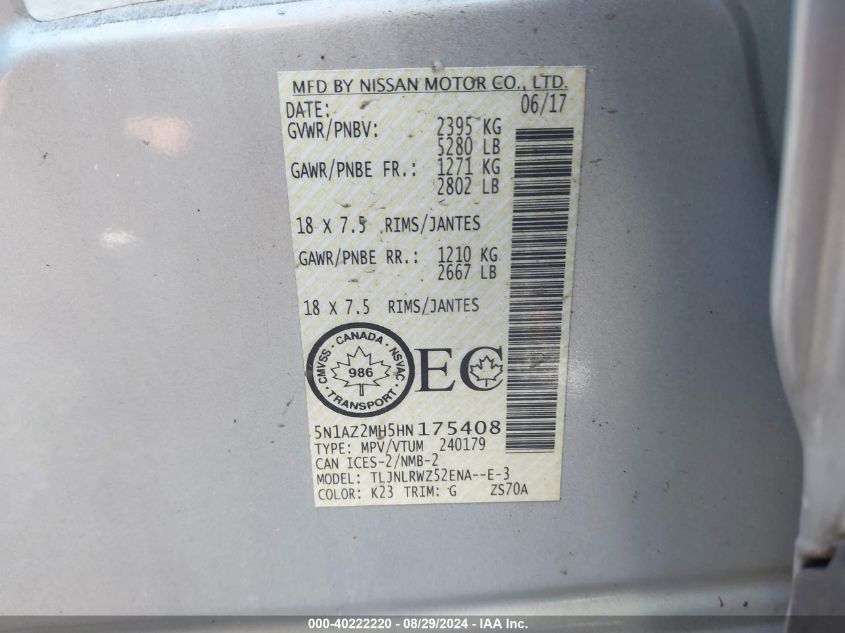 MFD BY NISSAN MOTOR CO., LTD.
DATE: 06/17
GVWR/PNBV: 2395 KG
5280 LB
GAWR/PNBE FR.: 1271 KG
2802 LB
18 X 7.5 RIMS/JANTES
GAWR/PNBE RR.: 1210 KG
2667 LB
18 X 7.5 RIMS/JANTES
CMVSS · CANADA · NSVAC · TRANSPORT ·
986
EC
5N1AZ2MH5HN175408
TYPE: MPV/VTUM 240179
CAN ICES-2/NMB-2
MODEL: TLJNLRWZ52ENA--E-3
COLOR: K23 TRIM: G ZS70A
000-40222220 - 08/29/2024 - IAA Inc.